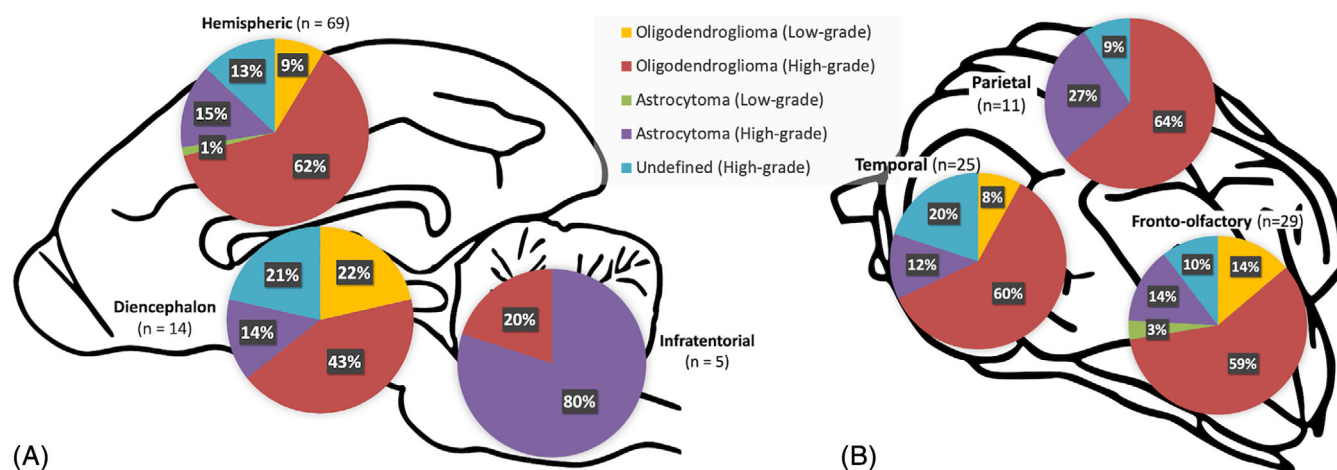 Hemispheric (n = 69)
9%
13%
15%
1%
62%
Diencephalon
(n = 14)
21%
22%
14%
43%
20%
80%
Infratentorial
(n = 5)
(A)
Oligodendroglioma (Low-grade)
Oligodendroglioma (High-grade)
Astrocytoma (Low-grade)
Astrocytoma (High-grade)
Undefined (High-grade)
Parietal
(n=11)
9%
27%
64%
Temporal (n=25)
8%
20%
12%
60%
Fronto-olfactory (n=29)
10%
14%
14%
3%
59%
(B)